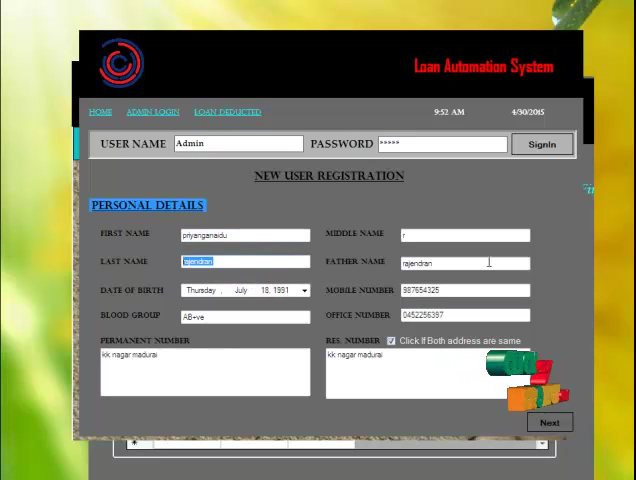 Loan Automation System
HOME ADMIN LOGIN LOAN DEDUCTED 9:52 AM 4/30/2015
USER NAME Admin PASSWORD ***** SignIn
NEW USER REGISTRATION
PERSONAL DETAILS
FIRST NAME priyanganaidu MIDDLE NAME r
LAST NAME rajendran FATHER NAME rajendran
DATE OF BIRTH Thursday , July 18, 1991 MOBILE NUMBER 987654325
BLOOD GROUP AB+ve OFFICE NUMBER 0452256397
PERMANENT NUMBER RES. NUMBER Click If Both address are same
kk nagar madurai kk nagar madurai
Next